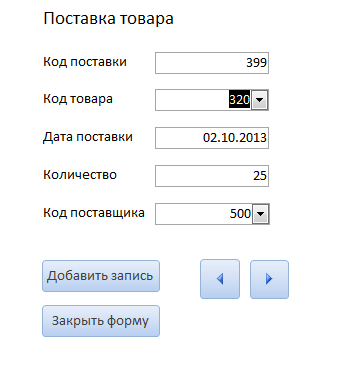 Поставка товара
Код поставки 399
Код товара 320
Дата поставки 02.10.2013
Количество 25
Код поставщика 500
Добавить запись
Закрыть форму